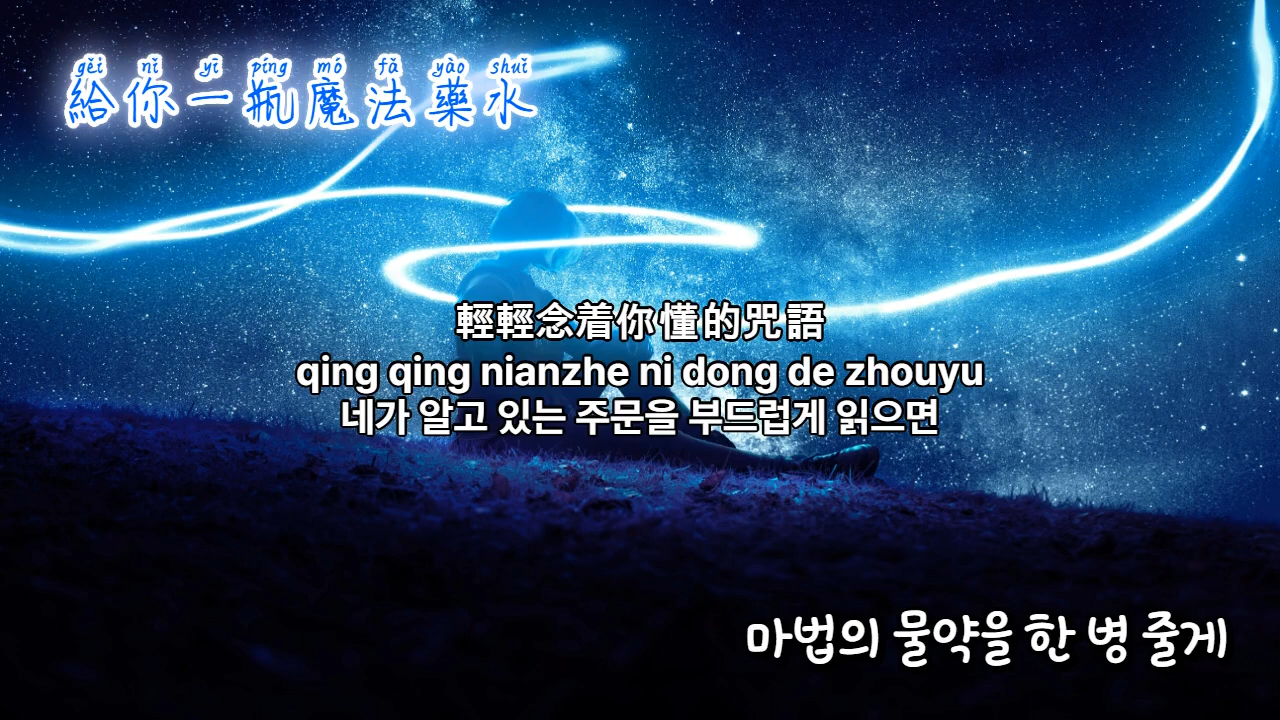 gěi nǐ yī píng mó fǎ yào shuǐ
給你一瓶魔法藥水
輕輕念着你懂的咒語
qing qing nianzhe ni dong de zhouyu
네가 알고 있는 주문을 부드럽게 읽으면
마법의 물약을 한 병 줄게